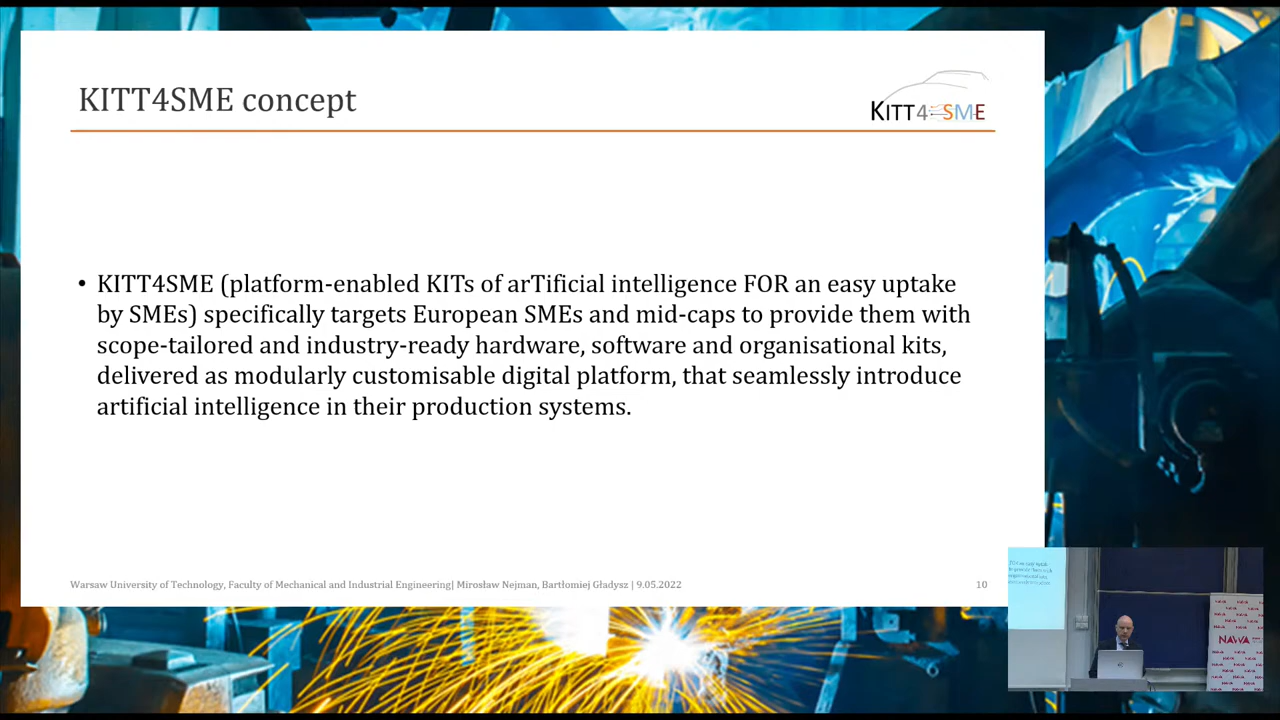 KITT4SME concept
KITT4SME
• KITT4SME (platform-enabled KITs of arTificial intelligence FOR an easy uptake
by SMEs) specifically targets European SMEs and mid-caps to provide them with
scope-tailored and industry-ready hardware, software and organisational kits,
delivered as modularly customisable digital platform, that seamlessly introduce
artificial intelligence in their production systems.
Warsaw University of Technology, Faculty of Mechanical and Industrial Engineering| Mirosław Nejman, Bartłomiej Gładysz | 9.05.2022
10
NAWA